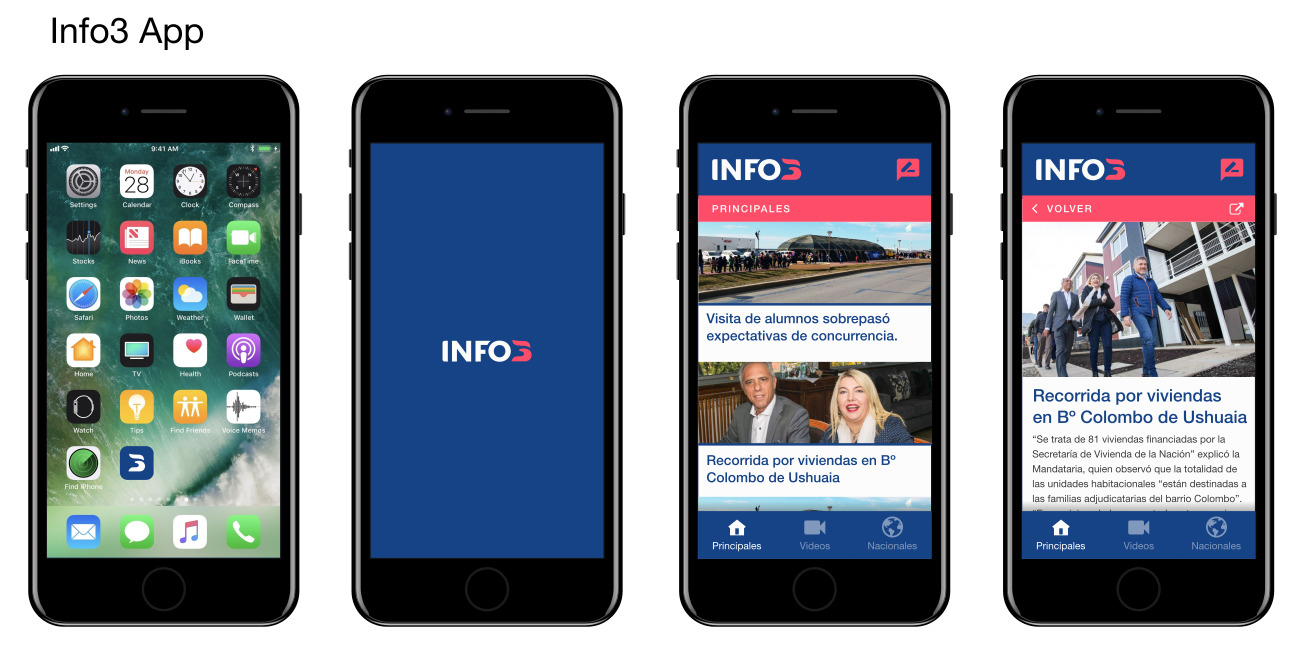 Info3 App
9:41 AM
Monday
28
Settings
Calendar
Clock
Compass
Stocks
News
iBooks
FaceTime
Safari
Photos
Weather
Wallet
Home
TV
Health
Podcasts
Watch
Tips
Find Friends
Voice Memos
Find iPhone
INFO3
INFO3
PRINCIPALES
Visita de alumnos sobrepasó
expectativas de concurrencia.
Recorrida por viviendas en Bº
Colombo de Ushuaia
Principales
Videos
Nacionales
INFO3
VOLVER
Recorrida por viviendas
en Bº Colombo de Ushuaia
“Se trata de 81 viviendas financiadas por la
Secretaría de Vivienda de la Nación” explicó la
Mandataria, quien observó que la totalidad de
las unidades habitacionales “están destinadas a
las familias adjudicatarias del barrio Colombo”.
Principales
Videos
Nacionales